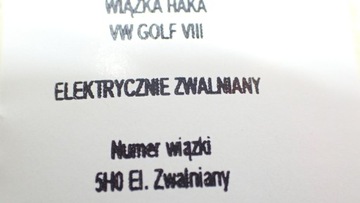 WIĄZKA HAKA
VW GOLF VIII
ELEKTRYCZNIE ZWALNIANY
Numer wiązki
5H0 El. Zwalniany